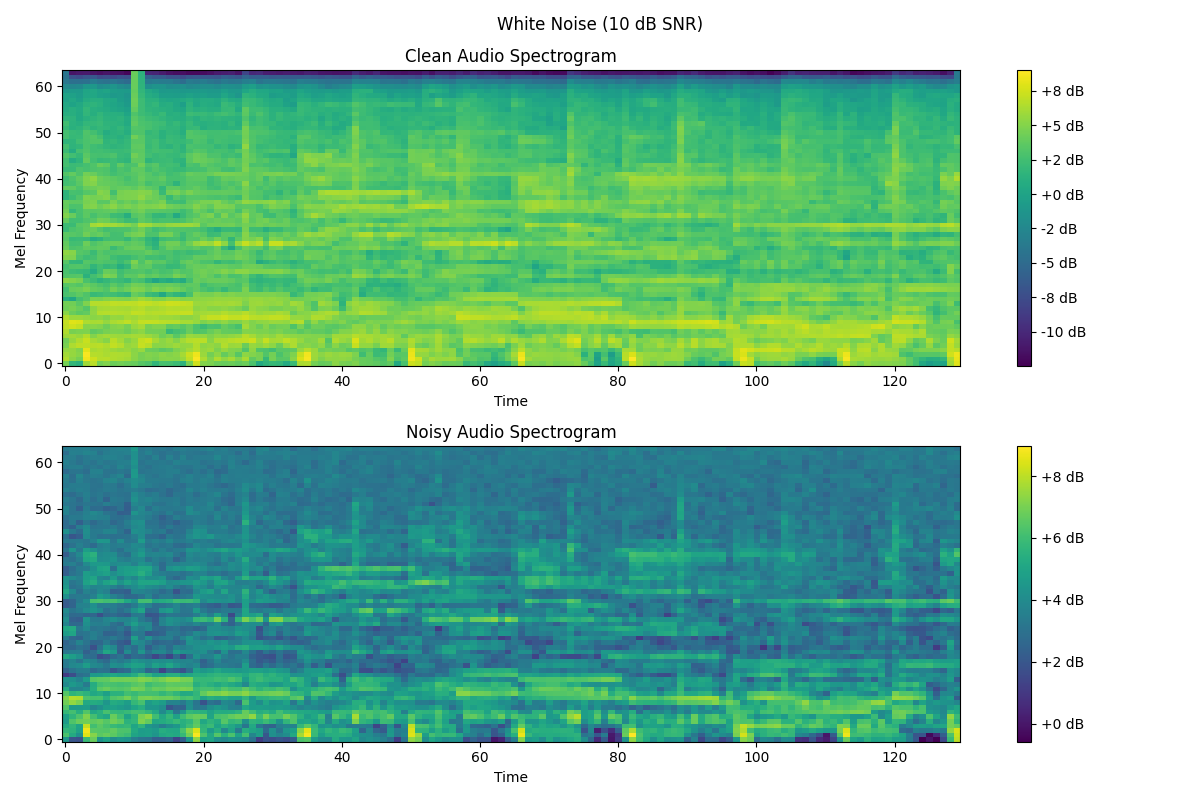 White Noise (10 dB SNR)
Clean Audio Spectrogram
60
50
40
30
20
10
0
Mel Frequency
0 20 40 60 80 100 120
Time
+8 dB
+5 dB
+2 dB
+0 dB
-2 dB
-5 dB
-8 dB
-10 dB
Noisy Audio Spectrogram
60
50
40
30
20
10
0
Mel Frequency
0 20 40 60 80 100 120
Time
+8 dB
+6 dB
+4 dB
+2 dB
+0 dB